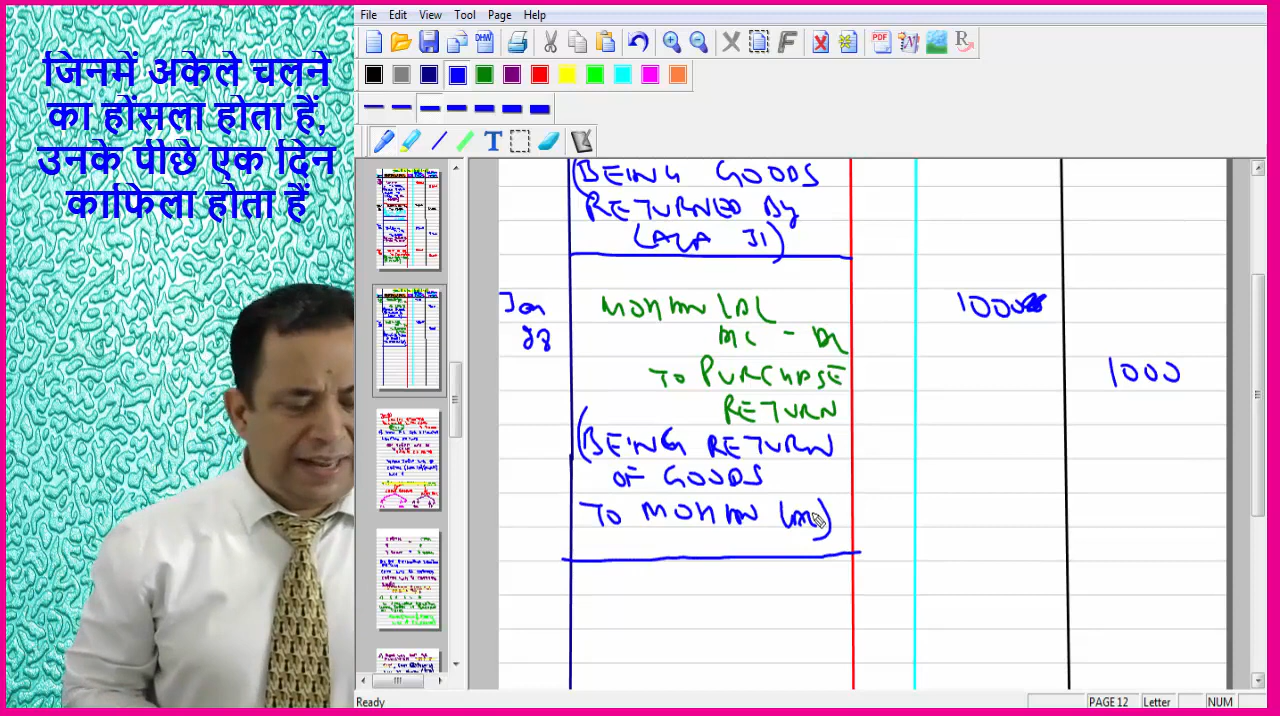 जिनमें अकेले चलने
का होंसला होता हैं,
उनके पीछे एक दिन
काफिला होता हैं
File Edit View Tool Page Help
DHW
PDF
(BEING GOODS
RETURNED By
LALA JI)
Jan
MOHAN LAL
1000
A/C - Dr
TO PURCHASE
1000
RETURN
(BEING RETURN
OF GOODS
TO MOHAN LAL)
Ready PAGE 12 Letter NUM